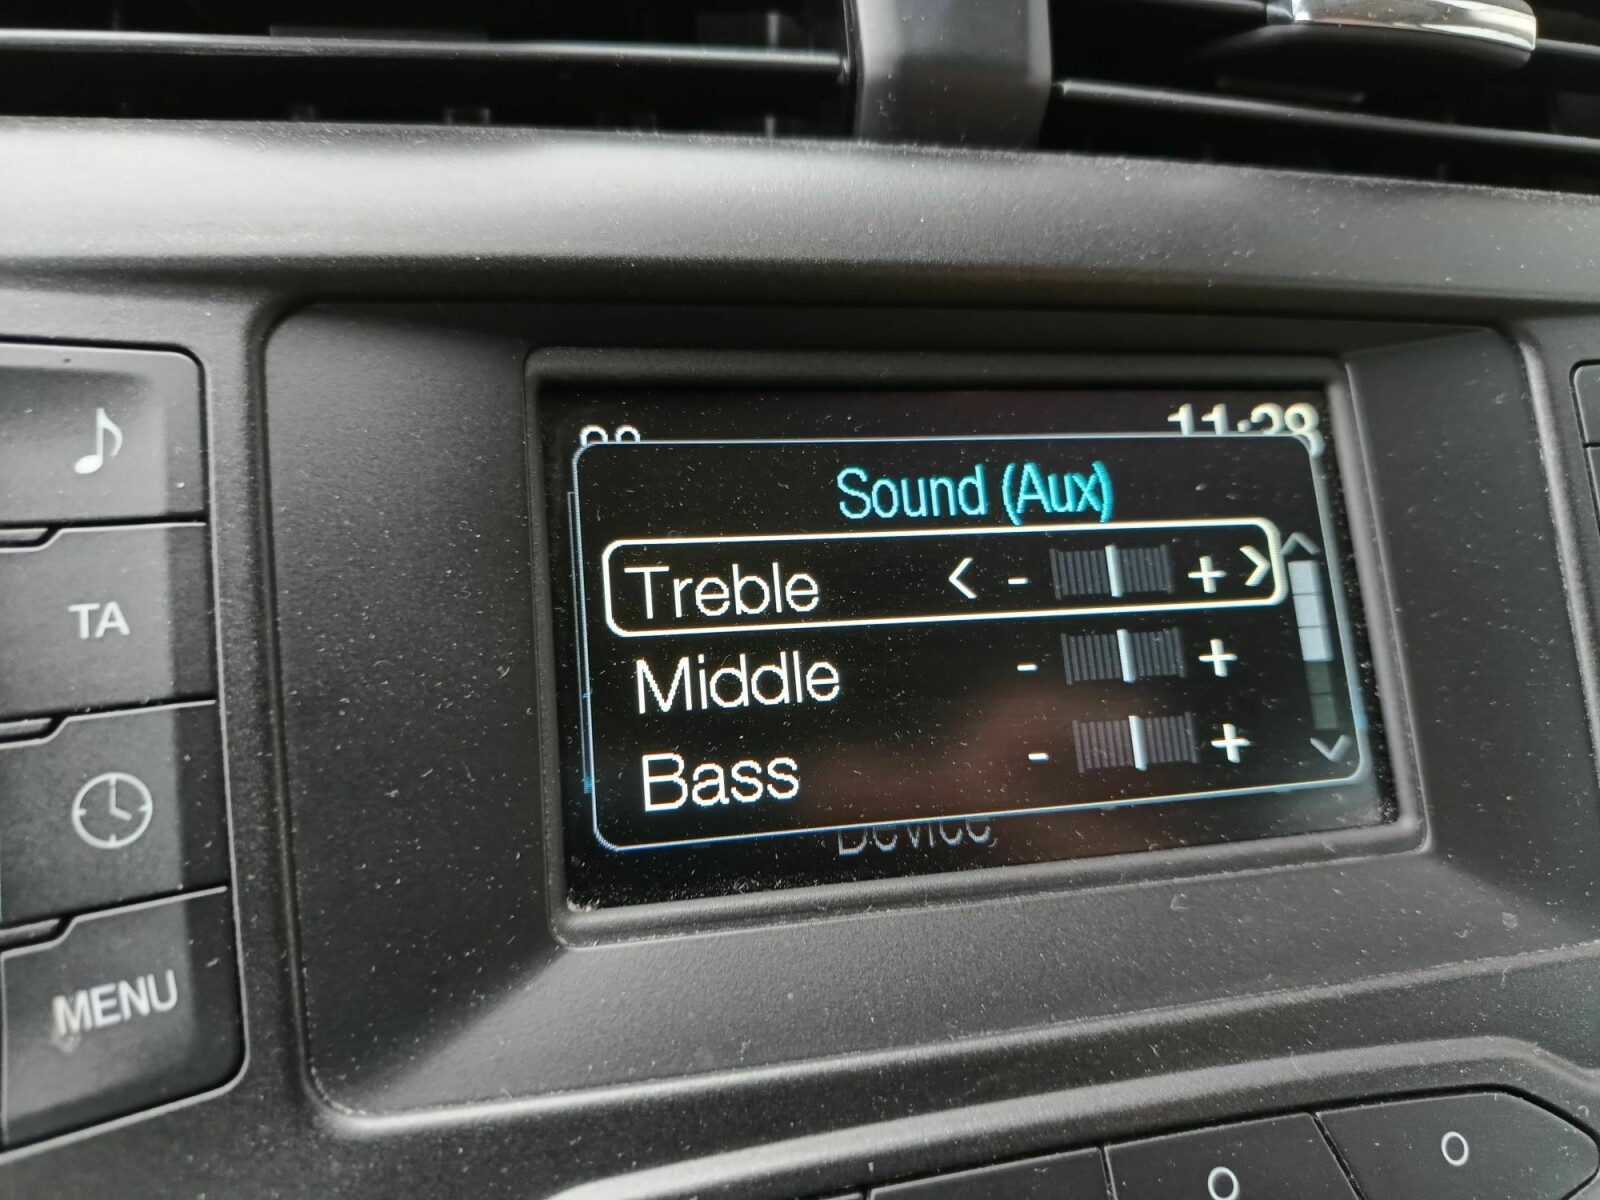 11:28
Sound (Aux)
Treble < - + >
Middle - +
Bass - +
Device
TA
MENU